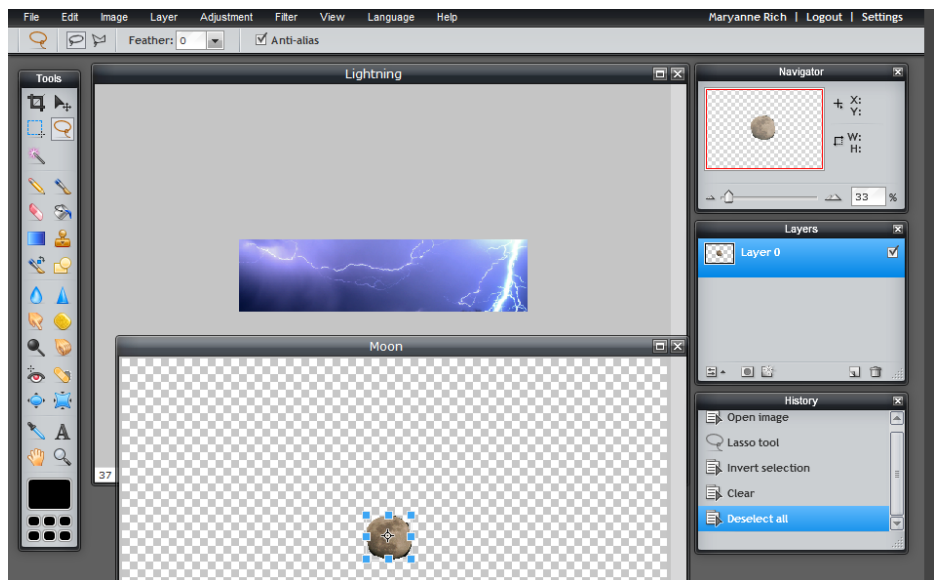 File Edit Image Layer Adjustment Filter View Language Help Maryanne Rich | Logout | Settings
Feather: 0 Anti-alias
Tools
Lightning
37
Moon
Navigator
X:
Y:
W:
H:
33 %
Layers
Layer 0
History
Open image
Lasso tool
Invert selection
Clear
Deselect all